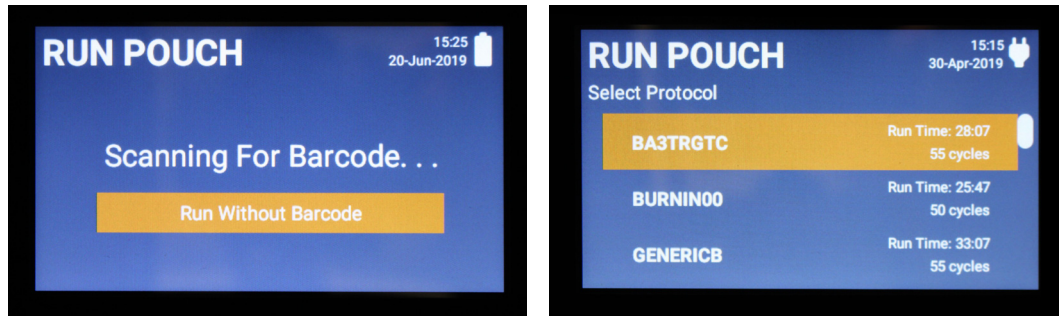 RUN POUCH
15:25
20-Jun-2019
Scanning For Barcode. . .
Run Without Barcode
RUN POUCH
15:15
30-Apr-2019
Select Protocol
BA3TRGTC
Run Time: 28:07
55 cycles
BURNIN00
Run Time: 25:47
50 cycles
GENERICB
Run Time: 33:07
55 cycles